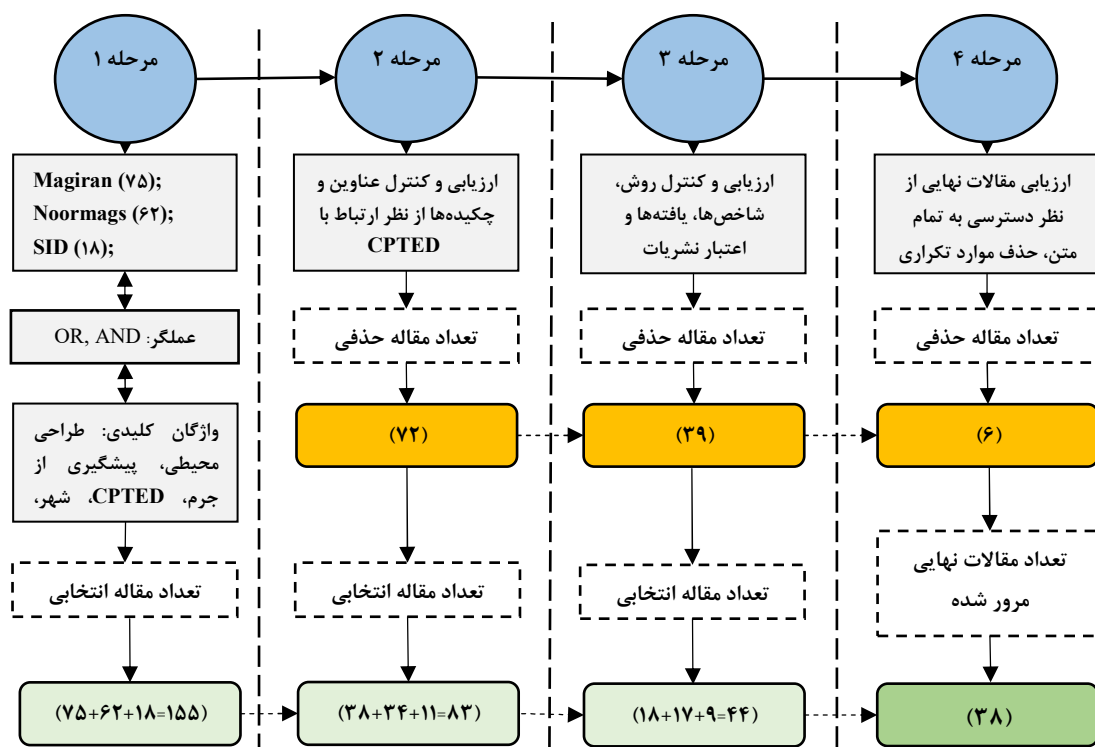 مرحله ۱
Magiran (۷۵);
Noormags (۶۲);
SID (۱۸);
عملگر: OR, AND
واژگان کلیدی: طراحی
محیطی، پیشگیری از
جرم، CPTED، شهر،
تعداد مقاله انتخابی
(۷۵+۶۲+۱۸=۱۵۵)
مرحله ۲
ارزیابی و کنترل عناوین و
چکیده‌ها از نظر ارتباط با
CPTED
تعداد مقاله حذفی
(۷۲)
تعداد مقاله انتخابی
(۳۸+۳۴+۱۱=۸۳)
مرحله ۳
ارزیابی و کنترل روش،
شاخص‌ها، یافته‌ها و
اعتبار نشریات
تعداد مقاله حذفی
(۳۹)
تعداد مقاله انتخابی
(۱۸+۱۷+۹=۴۴)
مرحله ۴
ارزیابی مقالات نهایی از
نظر دسترسی به تمام
متن، حذف موارد تکراری
تعداد مقاله حذفی
(۶)
تعداد مقالات نهایی
مرور شده
(۳۸)